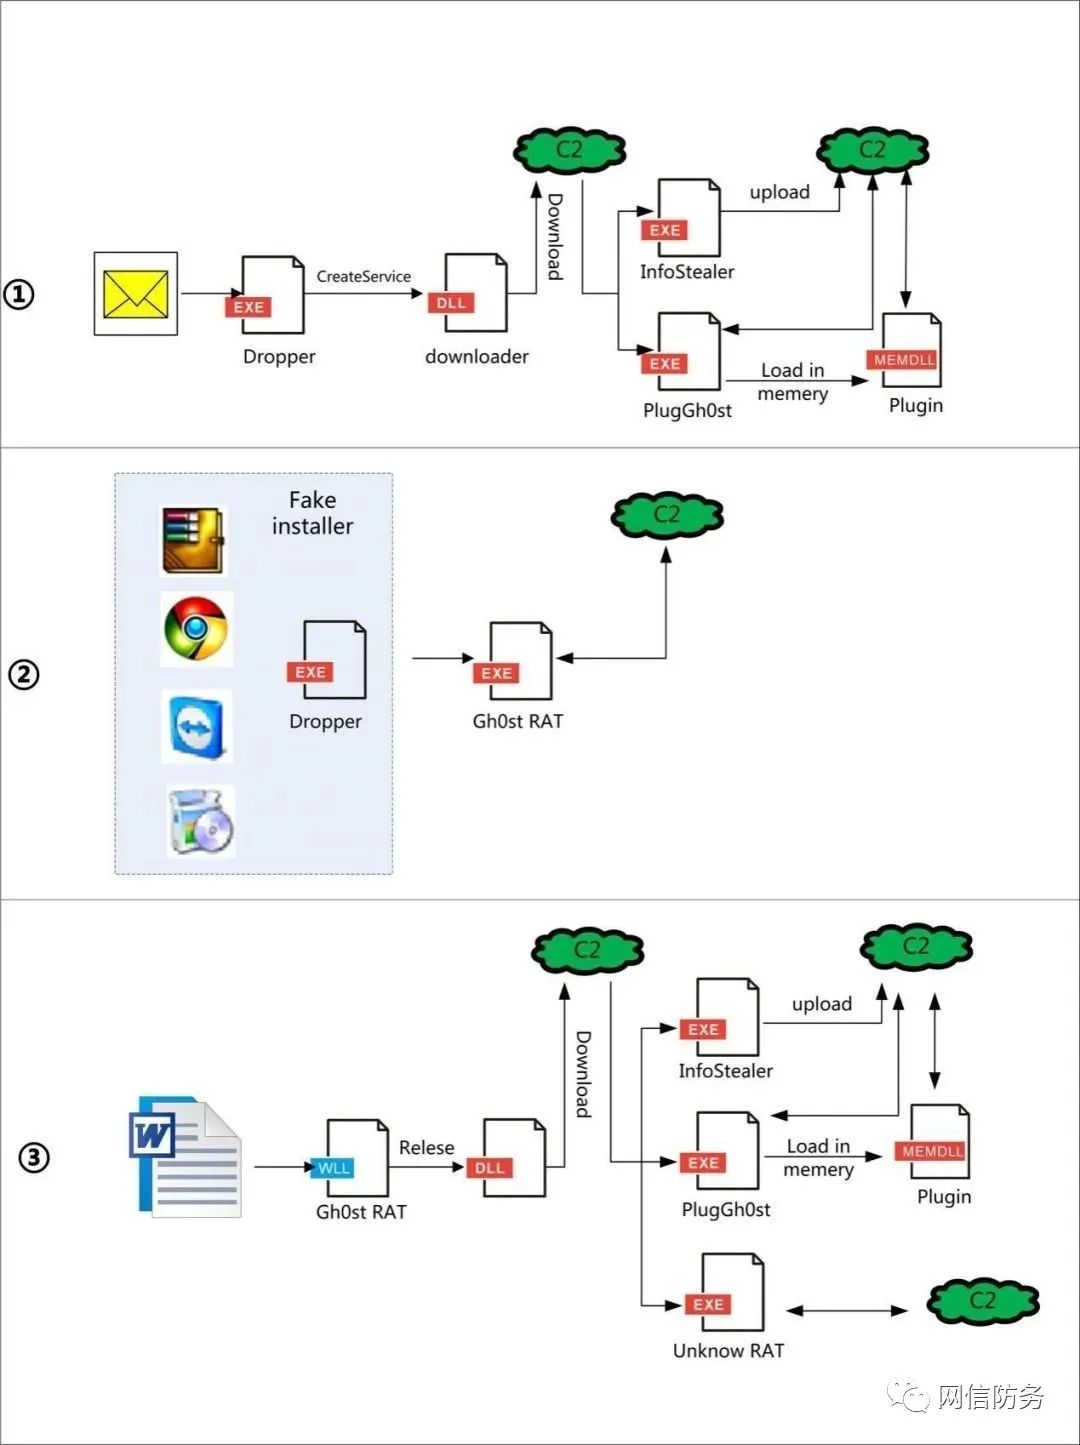 ①
EXE
Dropper
CreateService
DLL
downloader
C2
Download
EXE
InfoStealer
upload
C2
EXE
PlugGh0st
Load in
memery
MEMDLL
Plugin
②
Fake
installer
EXE
Dropper
EXE
Gh0st RAT
C2
③
W
WLL
Gh0st RAT
Relese
DLL
C2
Download
EXE
InfoStealer
upload
C2
EXE
PlugGh0st
Load in
memery
MEMDLL
Plugin
EXE
Unknow RAT
C2
网信防务